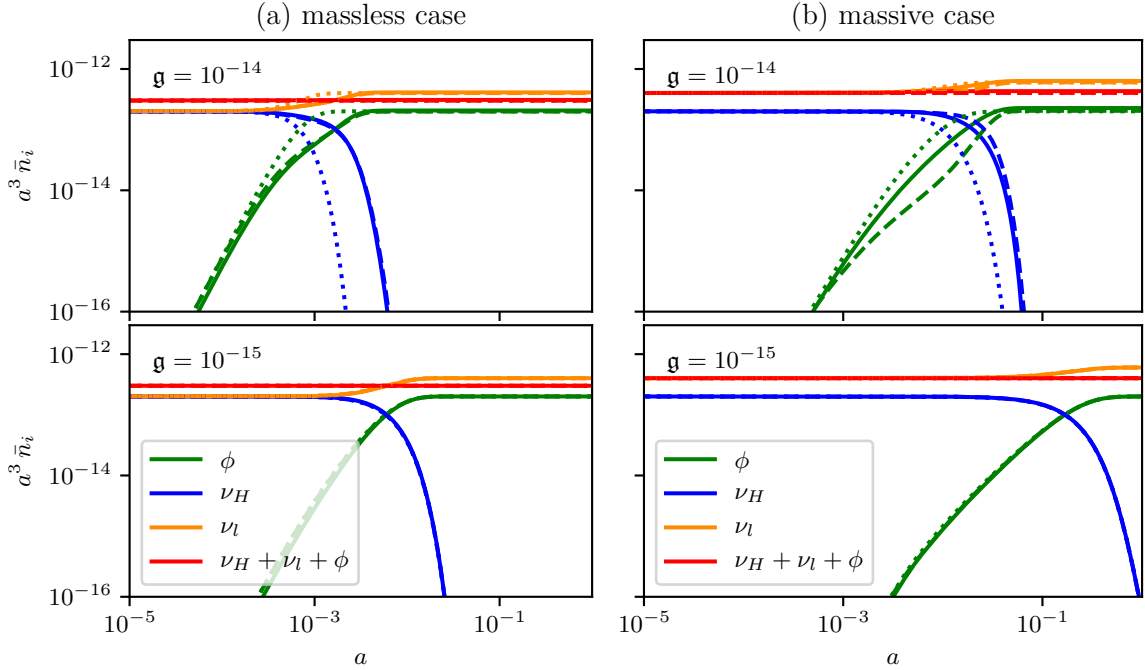 (a) massless case
(b) massive case
𝔤 = 10⁻¹⁴
𝔤 = 10⁻¹⁴
10⁻¹²
10⁻¹⁴
10⁻¹⁶
a³ n̄ᵢ
𝔤 = 10⁻¹⁵
𝔤 = 10⁻¹⁵
10⁻¹²
10⁻¹⁴
10⁻¹⁶
a³ n̄ᵢ
ϕ
ν_H
ν_l
ν_H + ν_l + ϕ
ϕ
ν_H
ν_l
ν_H + ν_l + ϕ
10⁻⁵ 10⁻³ 10⁻¹
10⁻⁵ 10⁻³ 10⁻¹
a
a